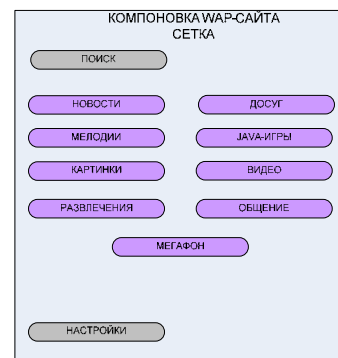 КОМПОНОВКА WAP-САЙТА
СЕТКА
ПОИСК
НОВОСТИ ДОСУГ
МЕЛОДИИ JAVA-ИГРЫ
КАРТИНКИ ВИДЕО
РАЗВЛЕЧЕНИЯ ОБЩЕНИЕ
МЕГАФОН
НАСТРОЙКИ